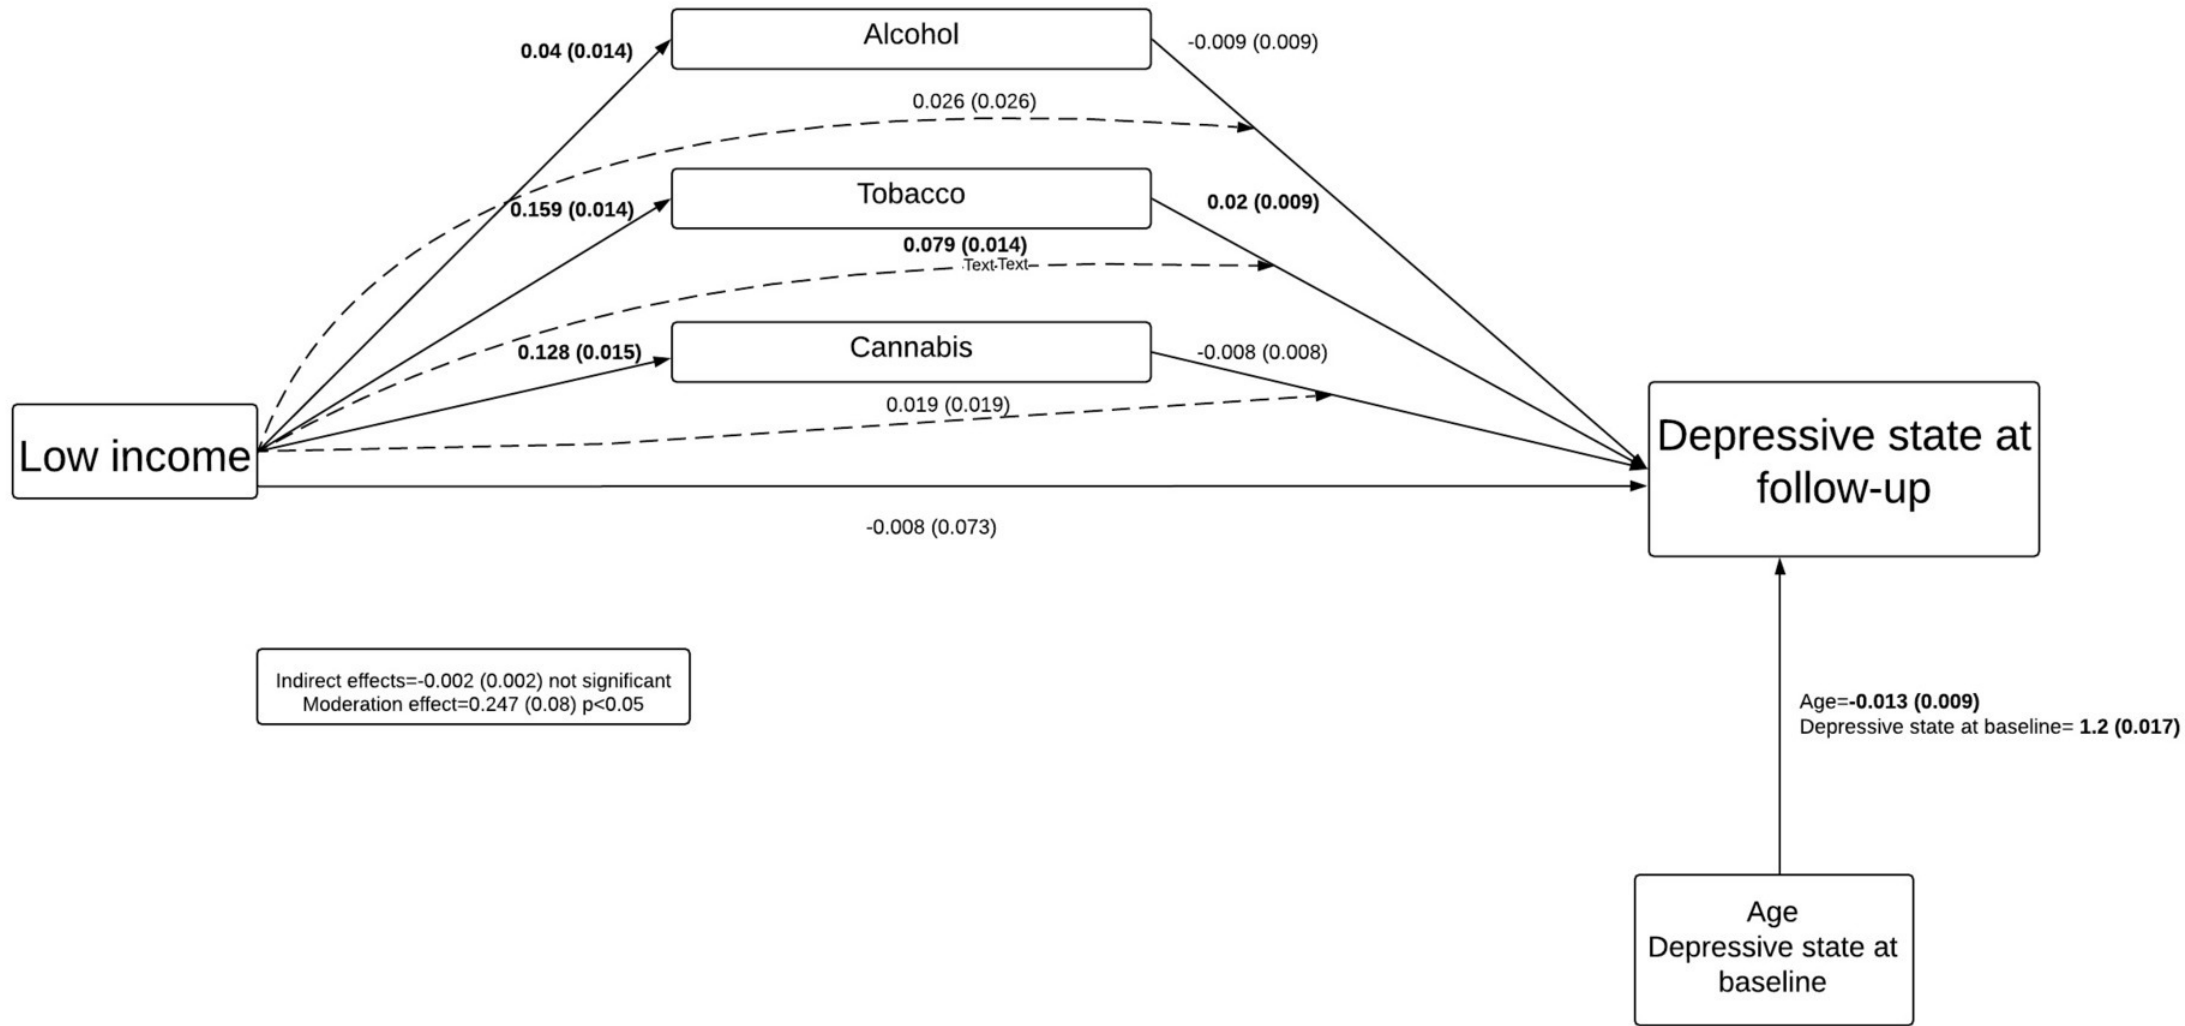 Alcohol
0.04 (0.014)
-0.009 (0.009)
0.026 (0.026)
Tobacco
0.159 (0.014)
0.02 (0.009)
0.079 (0.014)
Text Text
Cannabis
0.128 (0.015)
-0.008 (0.008)
0.019 (0.019)
Low income
Depressive state at
follow-up
-0.008 (0.073)
Indirect effects=-0.002 (0.002) not significant
Moderation effect=0.247 (0.08) p<0.05
Age=-0.013 (0.009)
Depressive state at baseline= 1.2 (0.017)
Age
Depressive state at
baseline